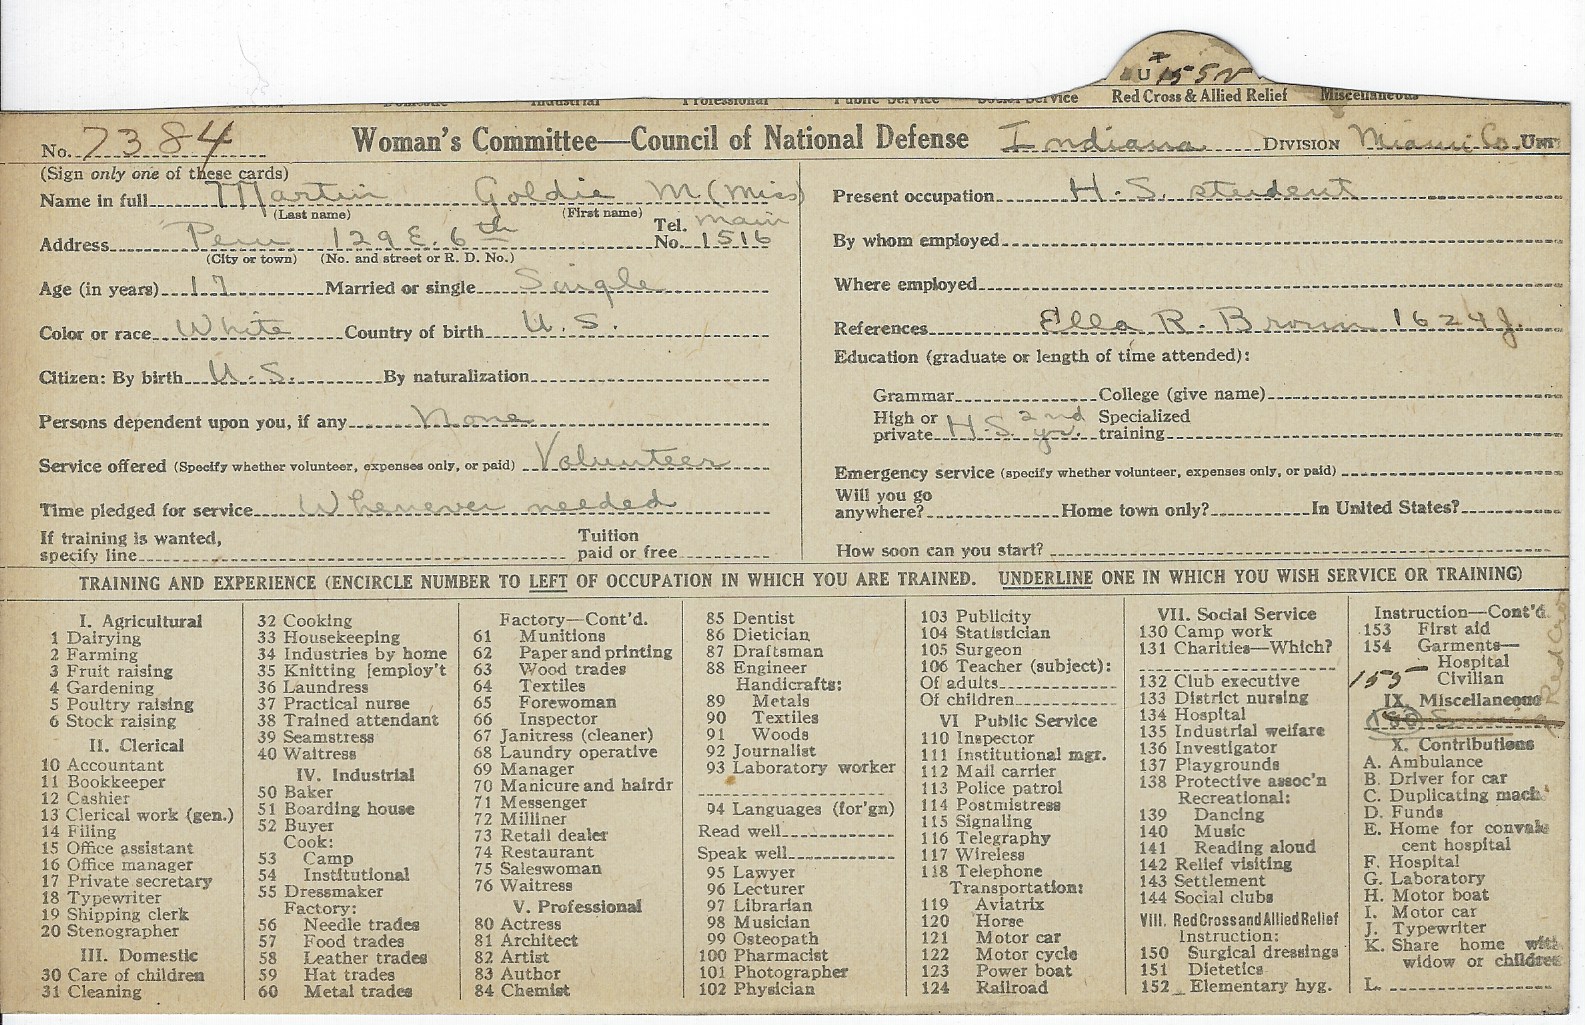 U 155
Red Cross & Allied Relief Miscellaneous
No. 7384 Woman's Committee—Council of National Defense Indiana DIVISION Miami Co. UNIT
(Sign only one of these cards)
Name in full Martin Goldie M (Miss)
(Last name) (First name)
Address Peru 129 E. 6th Tel. No. Main 1516
(City or town) (No. and street or R. D. No.)
Age (in years) 17 Married or single Single
Color or race White Country of birth U.S.
Citizen: By birth U.S. By naturalization
Persons dependent upon you, if any None
Service offered (Specify whether volunteer, expenses only, or paid) Volunteer
Time pledged for service Whenever needed
If training is wanted, specify line Tuition paid or free
Present occupation H.S. student
By whom employed
Where employed
References Ella R. Brown 1624J.
Education (graduate or length of time attended):
Grammar College (give name)
High or private H.S. 2nd yr. Specialized training
Emergency service (specify whether volunteer, expenses only, or paid)
Will you go anywhere? Home town only? In United States?
How soon can you start?
TRAINING AND EXPERIENCE (ENCIRCLE NUMBER TO LEFT OF OCCUPATION IN WHICH YOU ARE TRAINED. UNDERLINE ONE IN WHICH YOU WISH SERVICE OR TRAINING)
I. Agricultural
1 Dairying
2 Farming
3 Fruit raising
4 Gardening
5 Poultry raising
6 Stock raising
II. Clerical
10 Accountant
11 Bookkeeper
12 Cashier
13 Clerical work (gen.)
14 Filing
15 Office assistant
16 Office manager
17 Private secretary
18 Typewriter
19 Shipping clerk
20 Stenographer
III. Domestic
30 Care of children
31 Cleaning
32 Cooking
33 Housekeeping
34 Industries by home
35 Knitting [employ't
36 Laundress
37 Practical nurse
38 Trained attendant
39 Seamstress
40 Waitress
IV. Industrial
50 Baker
51 Boarding house
52 Buyer
Cook:
53 Camp
54 Institutional
55 Dressmaker
Factory:
56 Needle trades
57 Food trades
58 Leather trades
59 Hat trades
60 Metal trades
Factory—Cont'd.
61 Munitions
62 Paper and printing
63 Wood trades
64 Textiles
65 Forewoman
66 Inspector
67 Janitress (cleaner)
68 Laundry operative
69 Manager
70 Manicure and hairdr
71 Messenger
72 Milliner
73 Retail dealer
74 Restaurant
75 Saleswoman
76 Waitress
V. Professional
80 Actress
81 Architect
82 Artist
83 Author
84 Chemist
85 Dentist
86 Dietician
87 Draftsman
88 Engineer
Handicrafts:
89 Metals
90 Textiles
91 Woods
92 Journalist
93 Laboratory worker
94 Languages (for'gn)
Read well
Speak well
95 Lawyer
96 Lecturer
97 Librarian
98 Musician
99 Osteopath
100 Pharmacist
101 Photographer
102 Physician
103 Publicity
104 Statistician
105 Surgeon
106 Teacher (subject):
Of adults
Of children
VI Public Service
110 Inspector
111 Institutional mgr.
112 Mail carrier
113 Police patrol
114 Postmistress
115 Signaling
116 Telegraphy
117 Wireless
118 Telephone
Transportation:
119 Aviatrix
120 Horse
121 Motor car
122 Motor cycle
123 Power boat
124 Railroad
VII. Social Service
130 Camp work
131 Charities—Which?
132 Club executive
133 District nursing
134 Hospital
135 Industrial welfare
136 Investigator
137 Playgrounds
138 Protective assoc'n
Recreational:
139 Dancing
140 Music
141 Reading aloud
142 Relief visiting
143 Settlement
144 Social clubs
VIII. Red Cross and Allied Relief
Instruction:
150 Surgical dressings
151 Dietetics
152 Elementary hyg.
Instruction—Cont'd.
153 First aid
154 Garments—
Hospital
Civilian
155
IX. Miscellaneous
180
X. Contributions
A. Ambulance
B. Driver for car
C. Duplicating mach'
D. Funds
E. Home for convales
cent hospital
F. Hospital
G. Laboratory
H. Motor boat
I. Motor car
J. Typewriter
K. Share home with
widow or children
L.
Red Cross